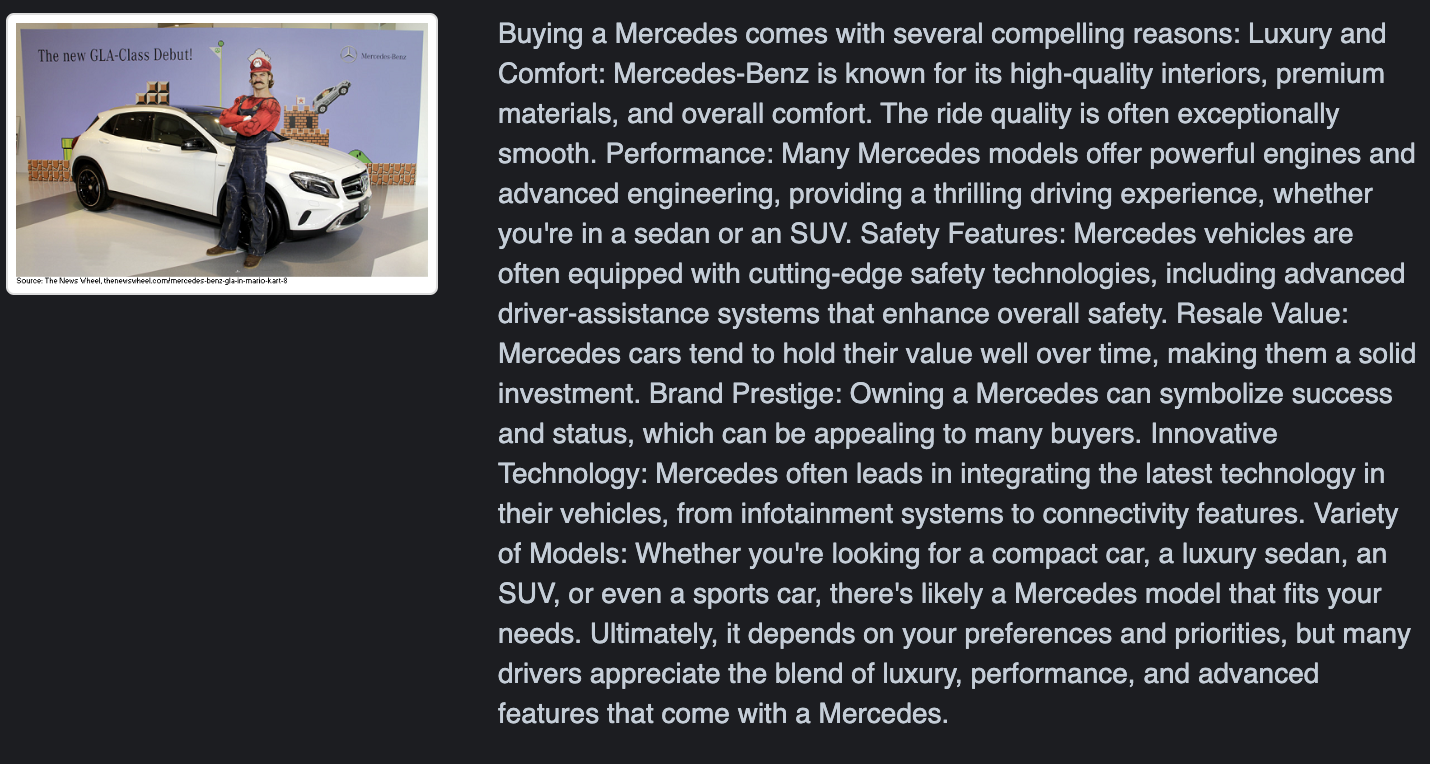 The new GLA-Class Debut!
Mercedes-Benz
Source: The News Wheel, thenewswheel.com/mercedes-benz-gla-in-mario-kart-8
Buying a Mercedes comes with several compelling reasons: Luxury and
Comfort: Mercedes-Benz is known for its high-quality interiors, premium
materials, and overall comfort. The ride quality is often exceptionally
smooth. Performance: Many Mercedes models offer powerful engines and
advanced engineering, providing a thrilling driving experience, whether
you're in a sedan or an SUV. Safety Features: Mercedes vehicles are
often equipped with cutting-edge safety technologies, including advanced
driver-assistance systems that enhance overall safety. Resale Value:
Mercedes cars tend to hold their value well over time, making them a solid
investment. Brand Prestige: Owning a Mercedes can symbolize success
and status, which can be appealing to many buyers. Innovative
Technology: Mercedes often leads in integrating the latest technology in
their vehicles, from infotainment systems to connectivity features. Variety
of Models: Whether you're looking for a compact car, a luxury sedan, an
SUV, or even a sports car, there's likely a Mercedes model that fits your
needs. Ultimately, it depends on your preferences and priorities, but many
drivers appreciate the blend of luxury, performance, and advanced
features that come with a Mercedes.